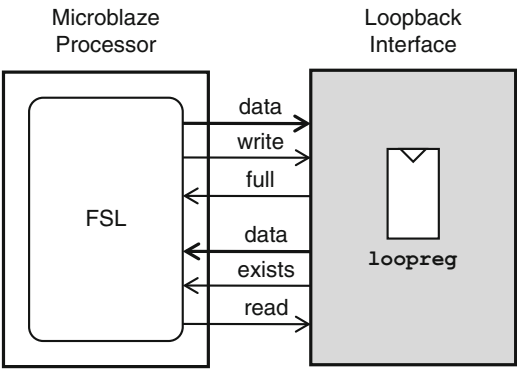 Microblaze
Processor
Loopback
Interface
FSL
data
write
full
data
exists
read
loopreg